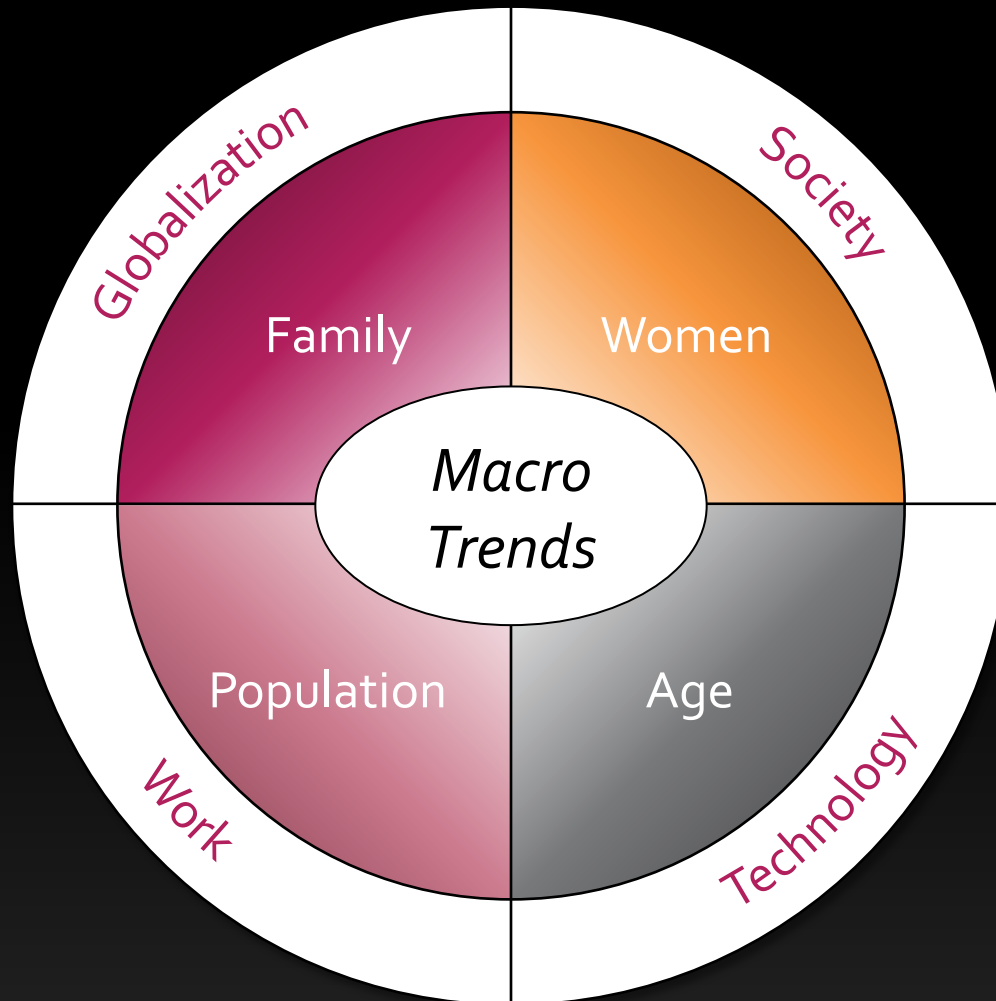 Globalization
Society
Family
Women
Macro
Trends
Population
Age
Work
Technology